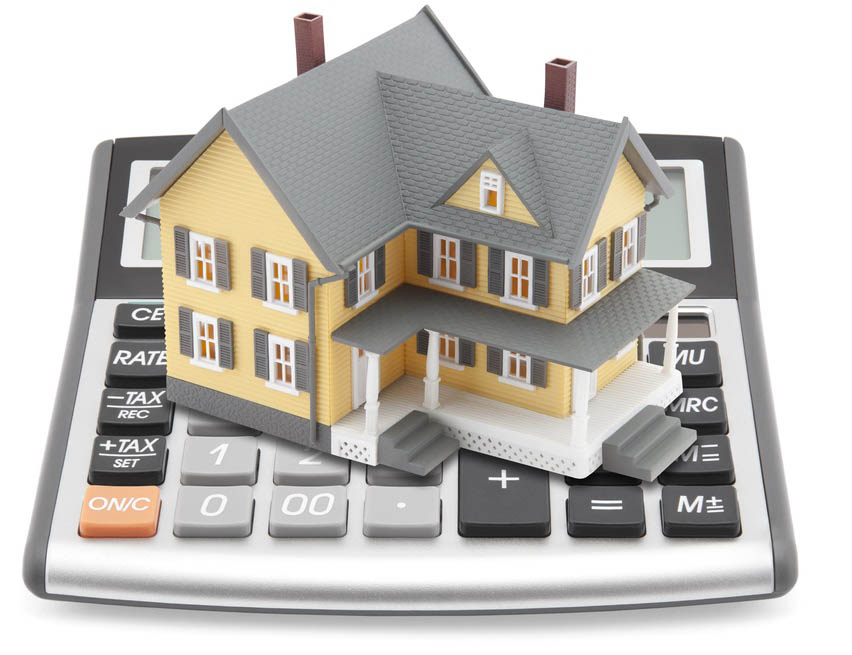 CE
RATE
MU
–TAX
REC
MRC
+TAX
SET
1
2
M=
ON/C
0
00
·
+
=
M±